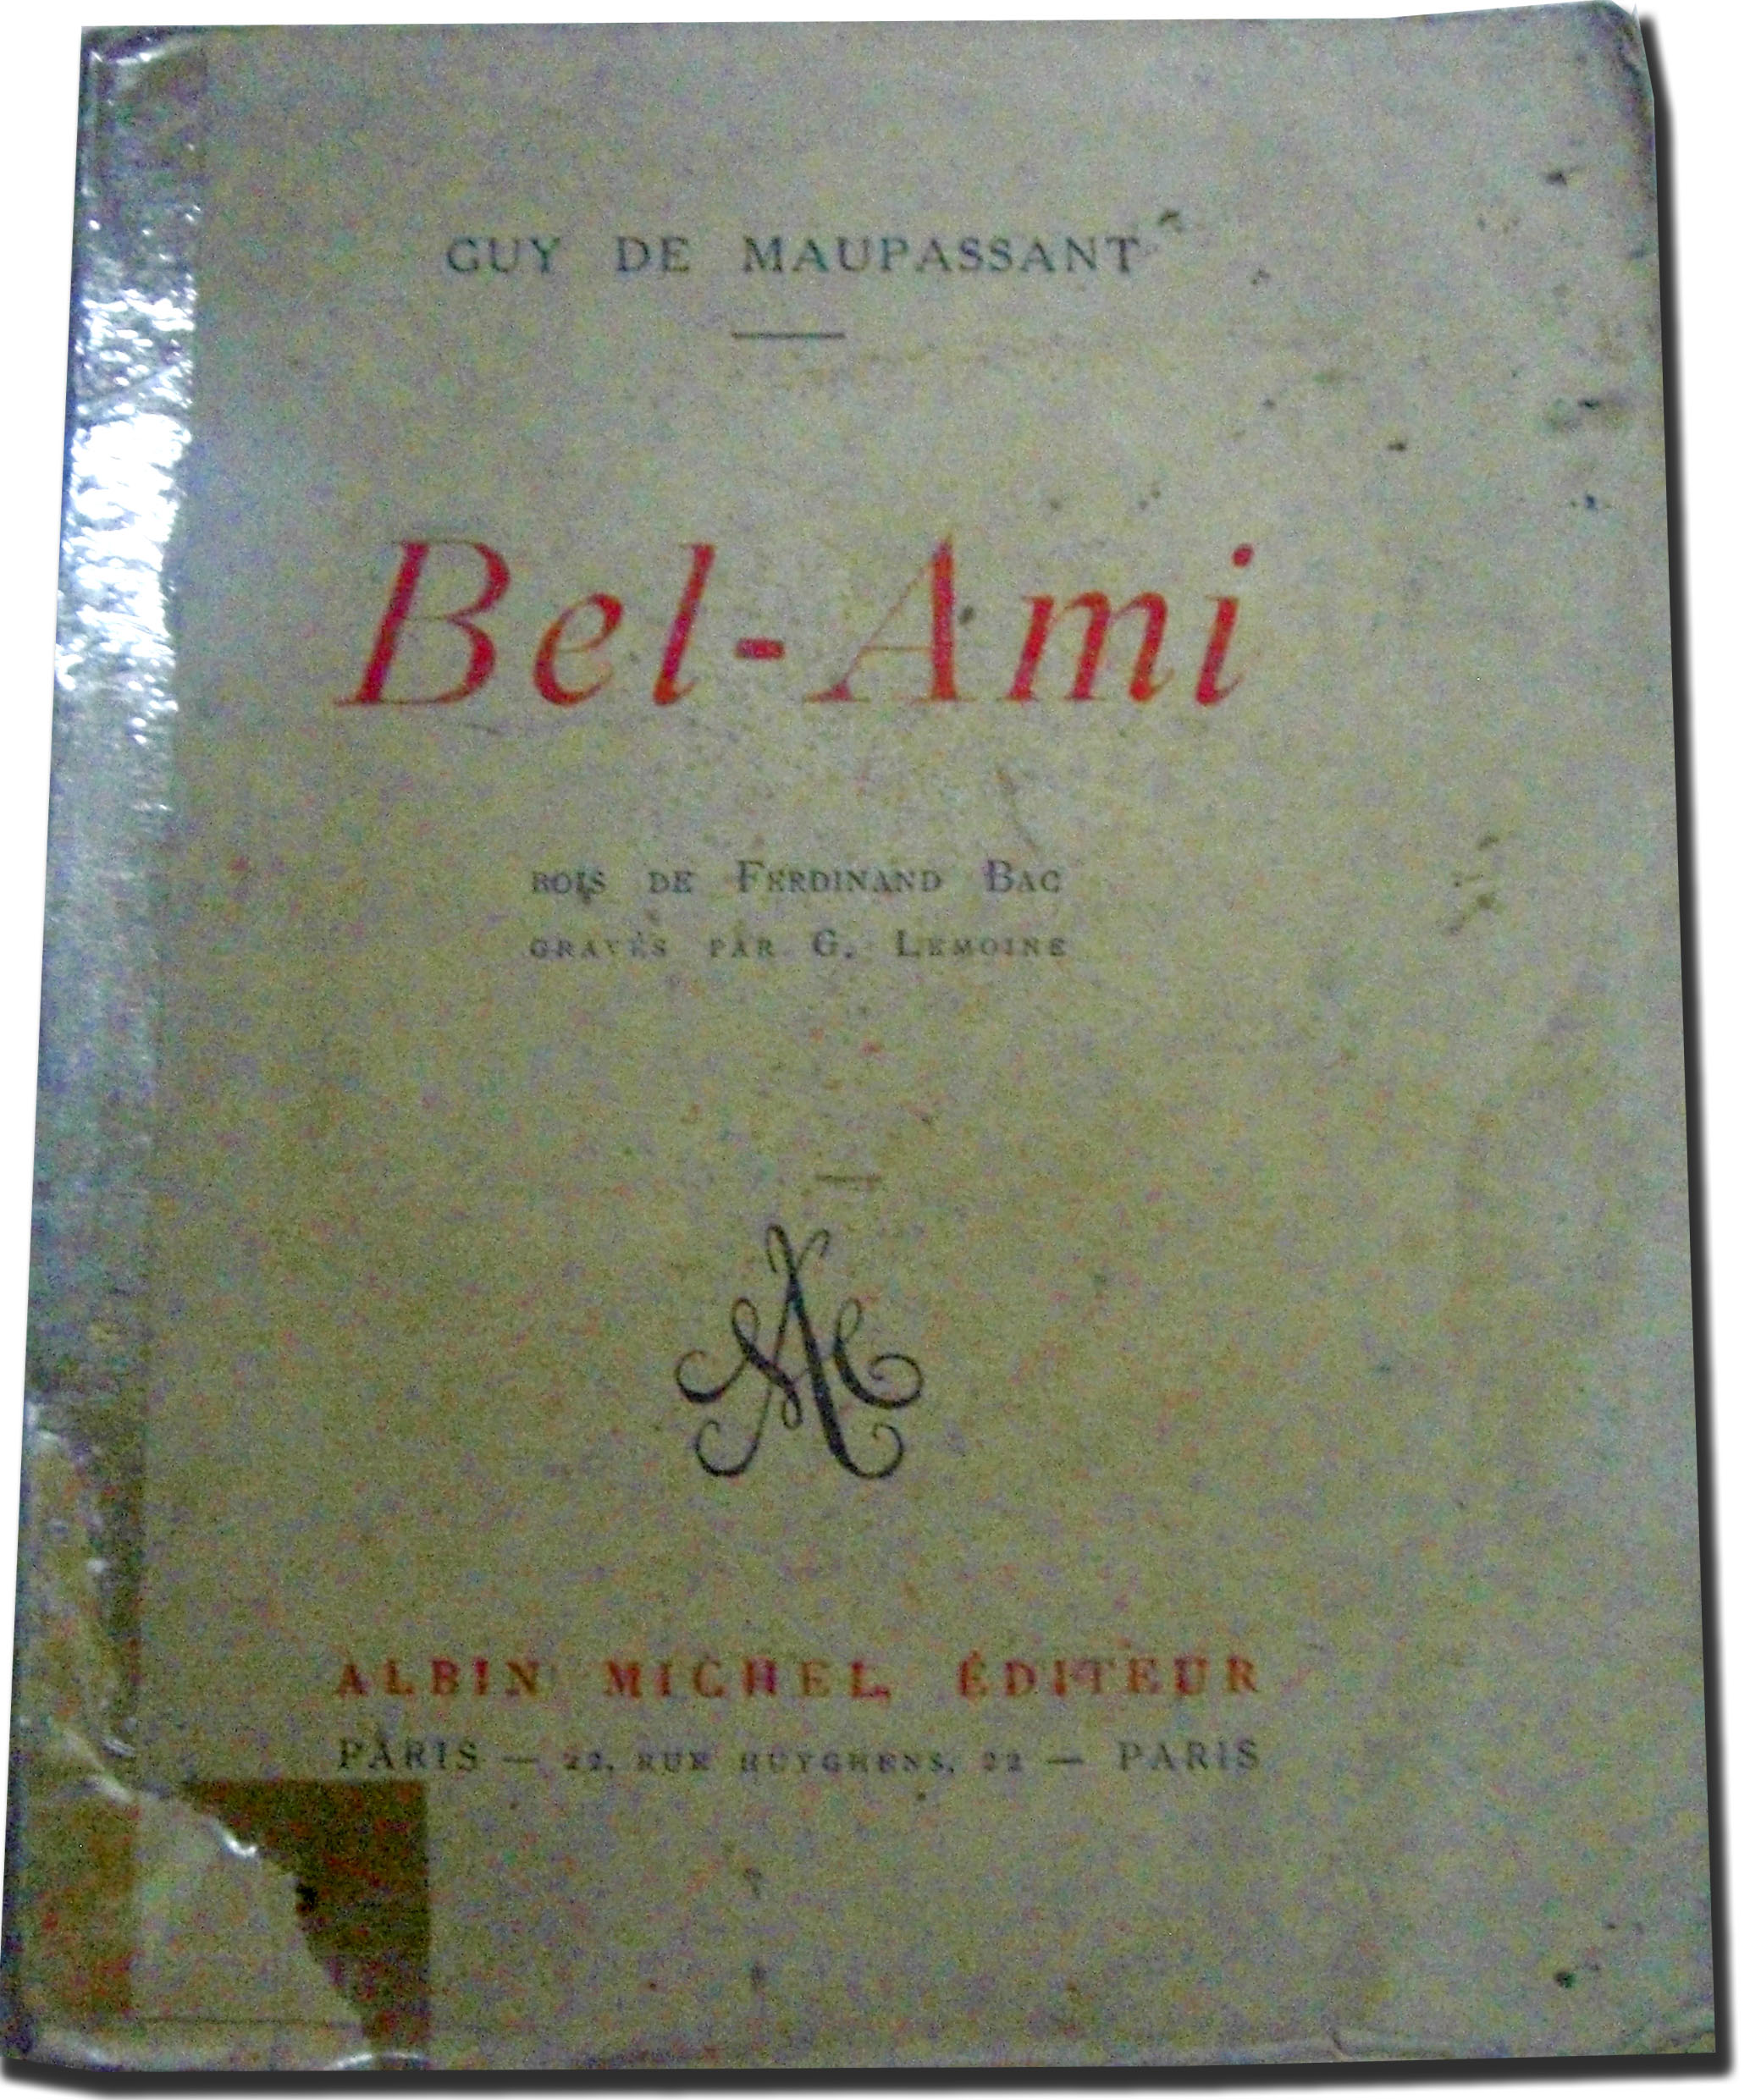 GUY DE MAUPASSANT
Bel-Ami
BOIS DE FERDINAND BAC
GRAVÉS PAR G. LEMOINE
ALBIN MICHEL, ÉDITEUR
PARIS — 22, RUE HUYGHENS, 22 — PARIS